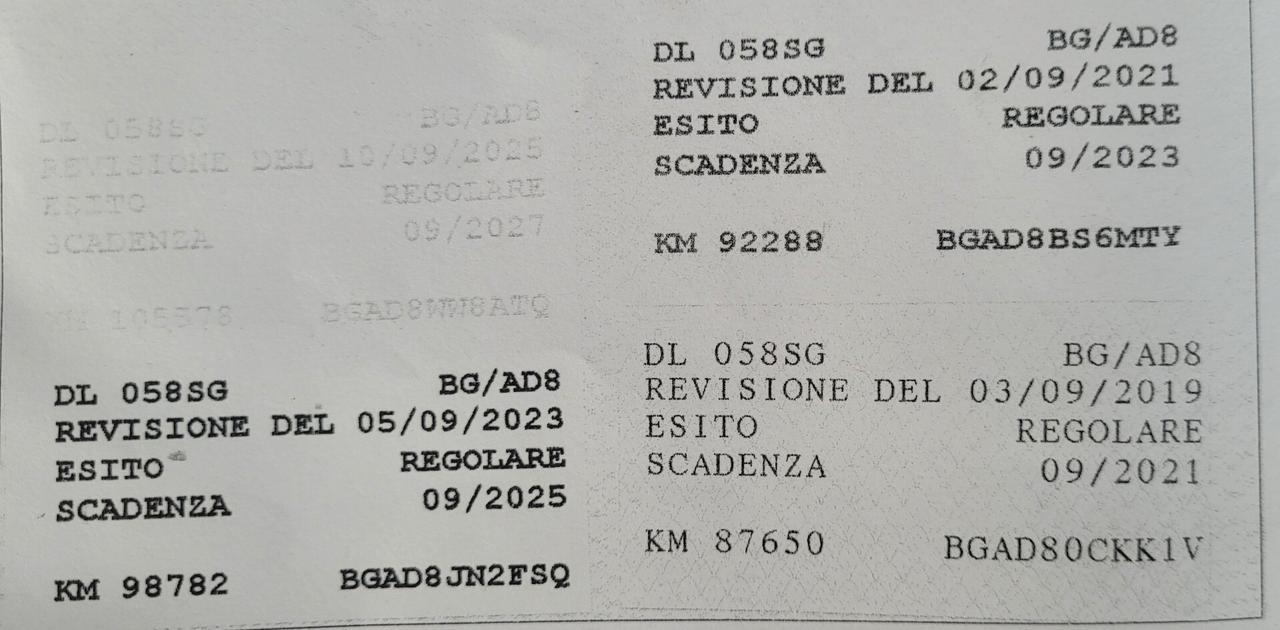 DL 058SG BG/AD8
REVISIONE DEL 10/09/2025
ESITO REGOLARE
SCADENZA 09/2027
KM 105578 BGAD8WW8ATQ
DL 058SG BG/AD8
REVISIONE DEL 05/09/2023
ESITO REGOLARE
SCADENZA 09/2025
KM 98782 BGAD8JN2FSQ
DL 058SG BG/AD8
REVISIONE DEL 02/09/2021
ESITO REGOLARE
SCADENZA 09/2023
KM 92288 BGAD8BS6MTY
DL 058SG BG/AD8
REVISIONE DEL 03/09/2019
ESITO REGOLARE
SCADENZA 09/2021
KM 87650 BGAD80CKK1V